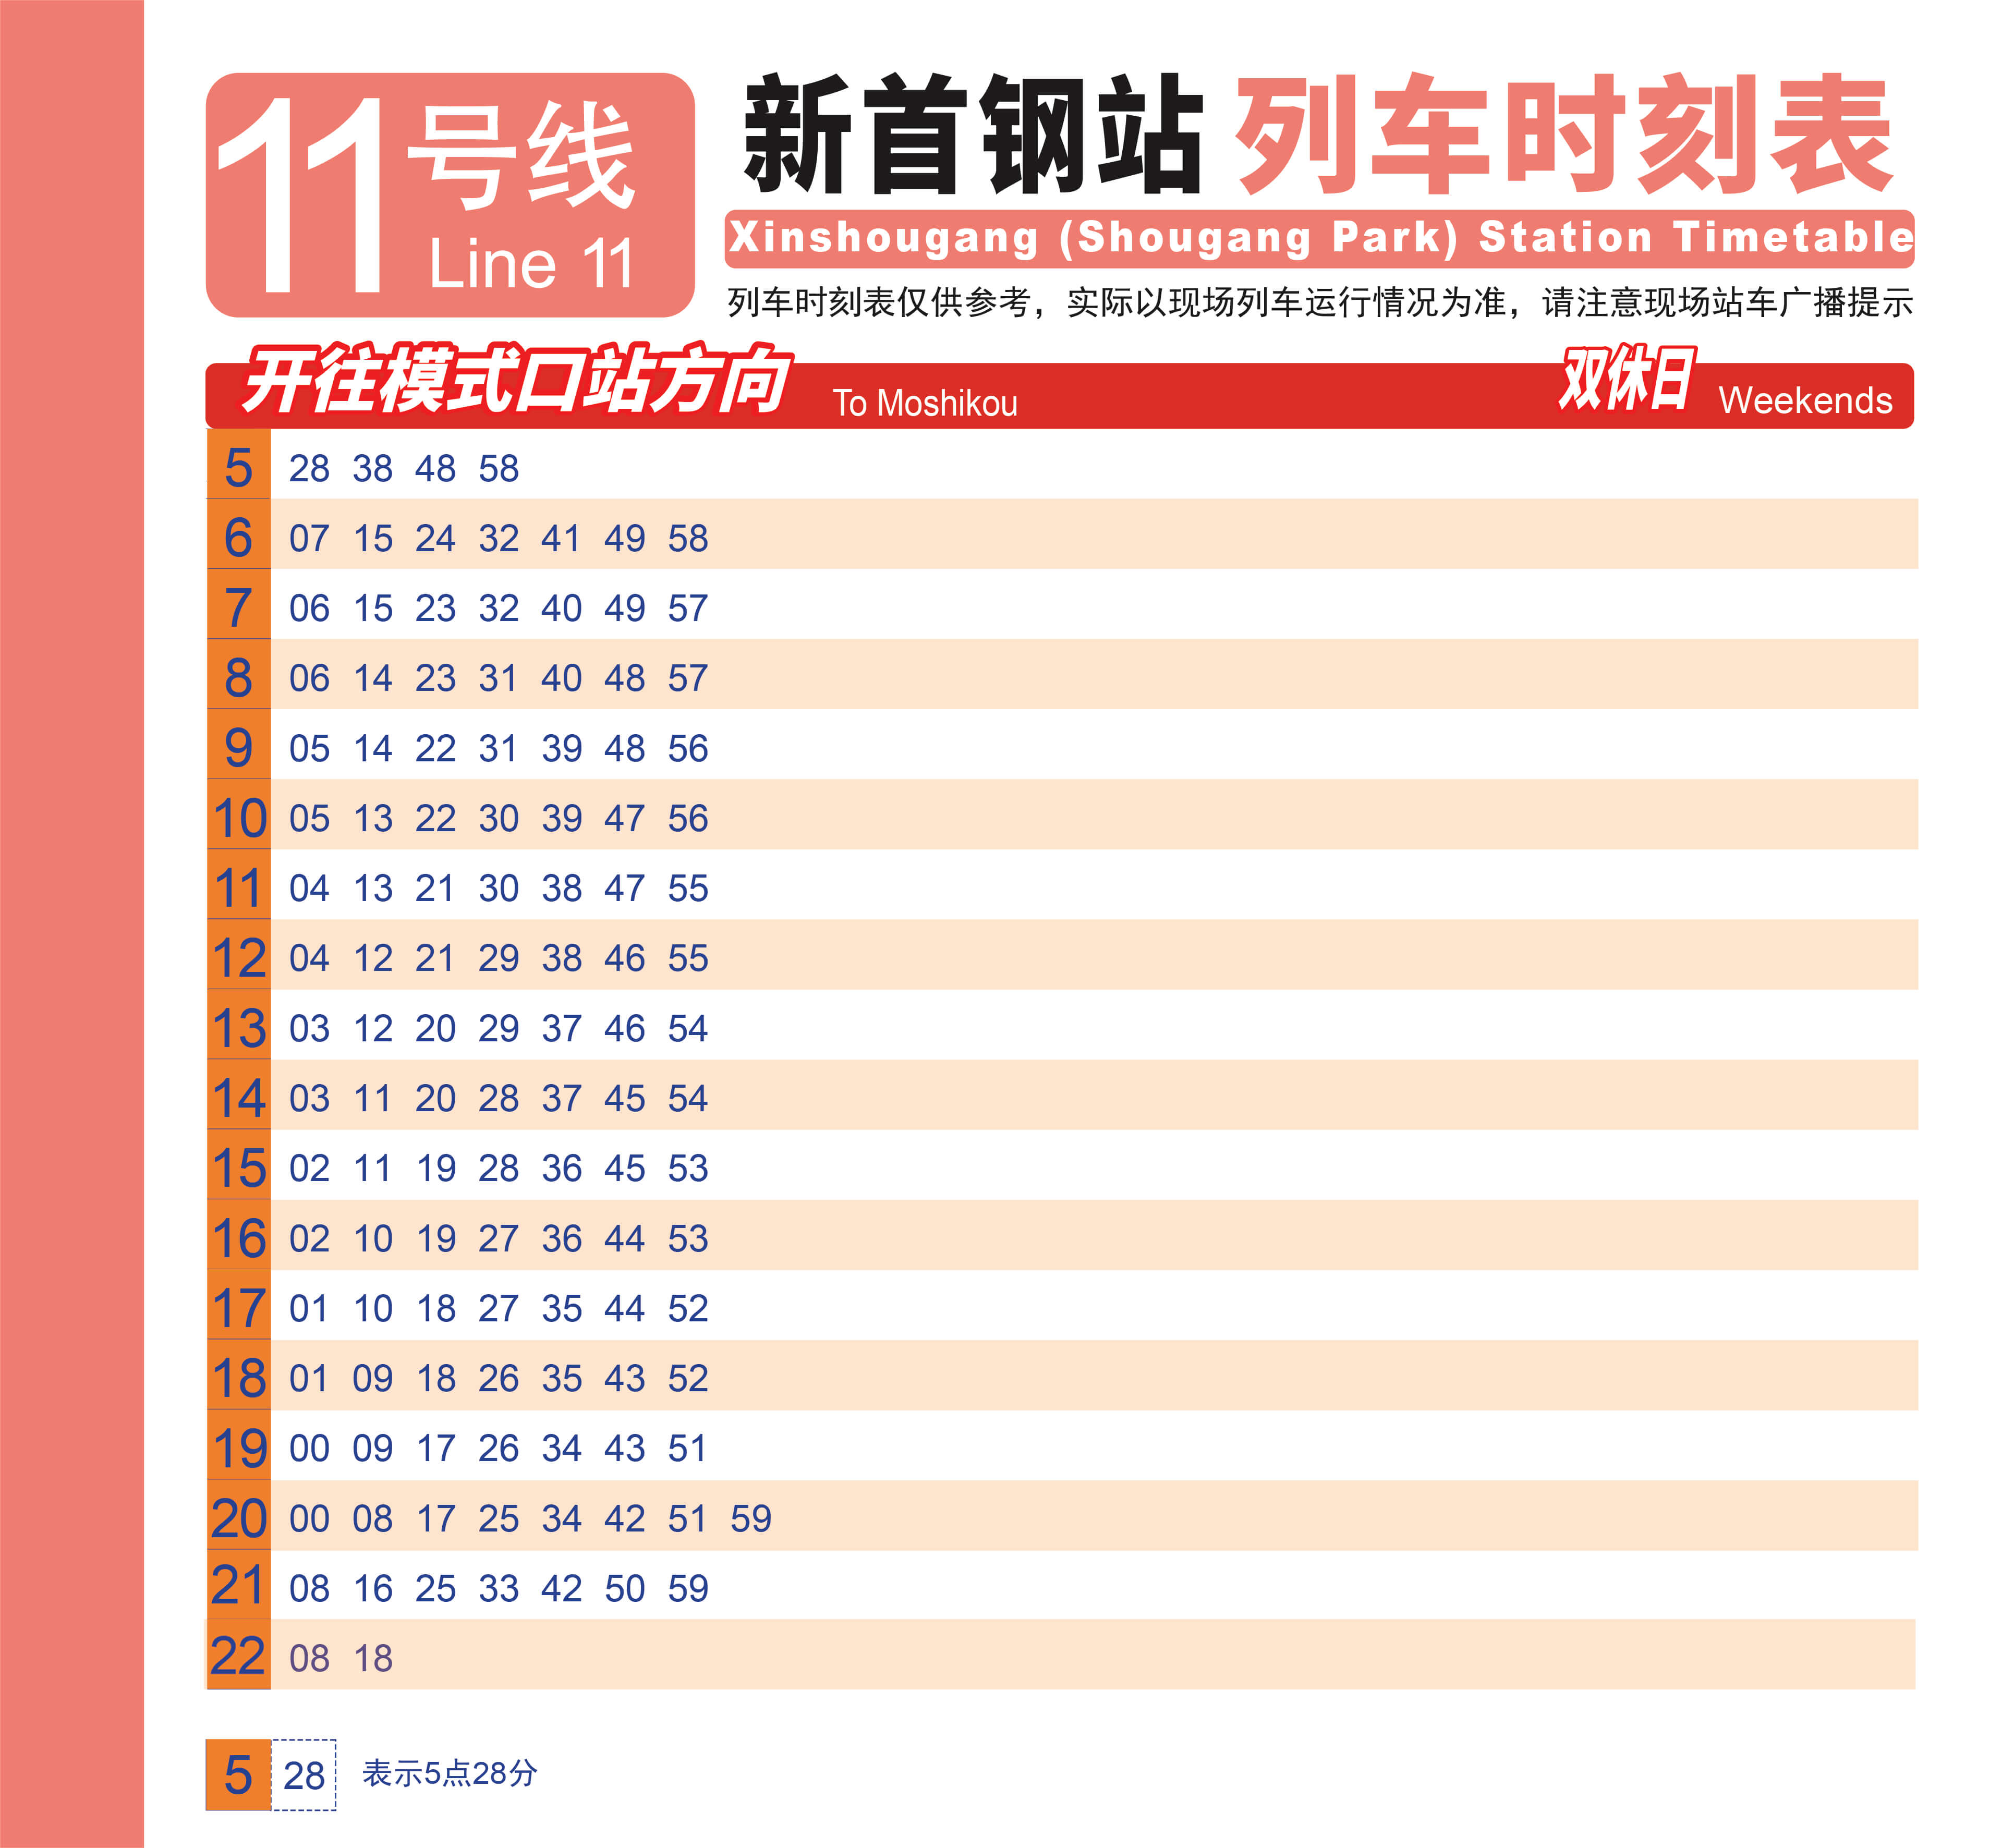 11号线
Line 11
新首钢站 列车时刻表
Xinshougang (Shougang Park) Station Timetable
列车时刻表仅供参考，实际以现场列车运行情况为准，请注意现场站车广播提示
开往模式口站方向 To Moshikou 双休日 Weekends
5 28 38 48 58
6 07 15 24 32 41 49 58
7 06 15 23 32 40 49 57
8 06 14 23 31 40 48 57
9 05 14 22 31 39 48 56
10 05 13 22 30 39 47 56
11 04 13 21 30 38 47 55
12 04 12 21 29 38 46 55
13 03 12 20 29 37 46 54
14 03 11 20 28 37 45 54
15 02 11 19 28 36 45 53
16 02 10 19 27 36 44 53
17 01 10 18 27 35 44 52
18 01 09 18 26 35 43 52
19 00 09 17 26 34 43 51
20 00 08 17 25 34 42 51 59
21 08 16 25 33 42 50 59
22 08 18
5 28 表示5点28分